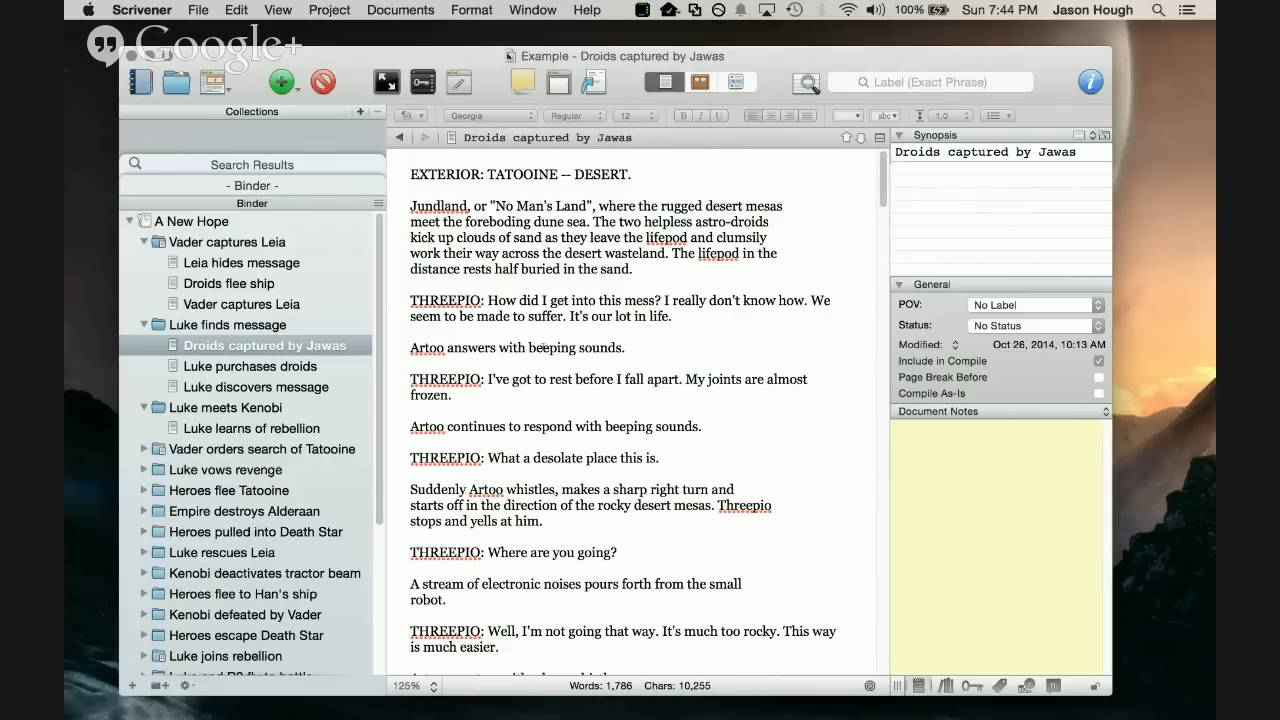 Scrivener File Edit View Project Documents Format Window Help 100% Sun 7:44 PM Jason Hough
Google+
Example - Droids captured by Jawas
Label (Exact Phrase)
Collections
Georgia Regular 12 B I U abc 1.0
Search Results
- Binder -
Binder
A New Hope
Vader captures Leia
Leia hides message
Droids flee ship
Vader captures Leia
Luke finds message
Droids captured by Jawas
Luke purchases droids
Luke discovers message
Luke meets Kenobi
Luke learns of rebellion
Vader orders search of Tatooine
Luke vows revenge
Heroes flee Tatooine
Empire destroys Alderaan
Heroes pulled into Death Star
Luke rescues Leia
Kenobi deactivates tractor beam
Heroes flee to Han's ship
Kenobi defeated by Vader
Heroes escape Death Star
Luke joins rebellion
Droids captured by Jawas
EXTERIOR: TATOOINE -- DESERT.
Jundland, or "No Man's Land", where the rugged desert mesas
meet the foreboding dune sea. The two helpless astro-droids
kick up clouds of sand as they leave the lifepod and clumsily
work their way across the desert wasteland. The lifepod in the
distance rests half buried in the sand.
THREEPIO: How did I get into this mess? I really don't know how. We
seem to be made to suffer. It's our lot in life.
Artoo answers with beeping sounds.
THREEPIO: I've got to rest before I fall apart. My joints are almost
frozen.
Artoo continues to respond with beeping sounds.
THREEPIO: What a desolate place this is.
Suddenly Artoo whistles, makes a sharp right turn and
starts off in the direction of the rocky desert mesas. Threepio
stops and yells at him.
THREEPIO: Where are you going?
A stream of electronic noises pours forth from the small
robot.
THREEPIO: Well, I'm not going that way. It's much too rocky. This way
is much easier.
125% Words: 1,786 Chars: 10,255
Synopsis
Droids captured by Jawas
General
POV: No Label
Status: No Status
Modified: Oct 26, 2014, 10:13 AM
Include in Compile
Page Break Before
Compile As-Is
Document Notes